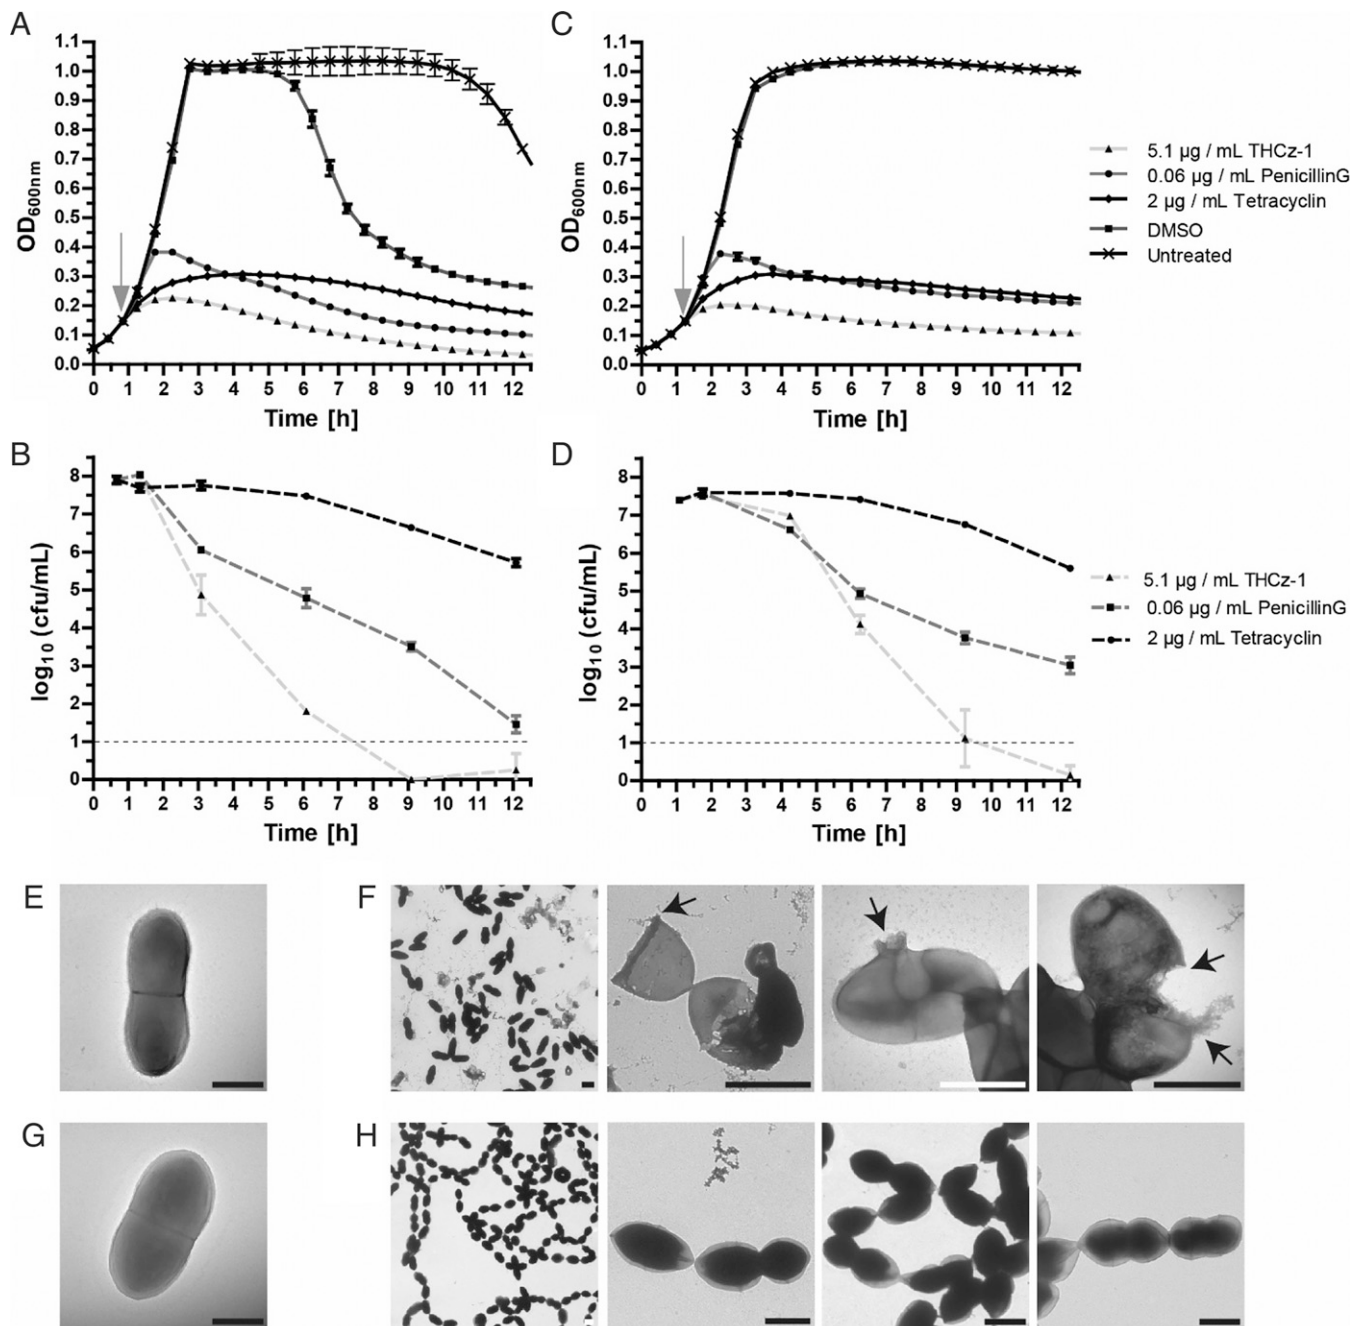 A
OD600nm
1.1
1.0
0.9
0.8
0.7
0.6
0.5
0.4
0.3
0.2
0.1
0.0
0 1 2 3 4 5 6 7 8 9 10 11 12
Time [h]
C
OD600nm
1.1
1.0
0.9
0.8
0.7
0.6
0.5
0.4
0.3
0.2
0.1
0.0
0 1 2 3 4 5 6 7 8 9 10 11 12
Time [h]
5.1 µg / mL THCz-1
0.06 µg / mL PenicillinG
2 µg / mL Tetracyclin
DMSO
Untreated
B
log10 (cfu/mL)
8
7
6
5
4
3
2
1
0
0 1 2 3 4 5 6 7 8 9 10 11 12
Time [h]
D
log10 (cfu/mL)
8
7
6
5
4
3
2
1
0
0 1 2 3 4 5 6 7 8 9 10 11 12
Time [h]
5.1 µg / mL THCz-1
0.06 µg / mL PenicillinG
2 µg / mL Tetracyclin
E
F
G
H